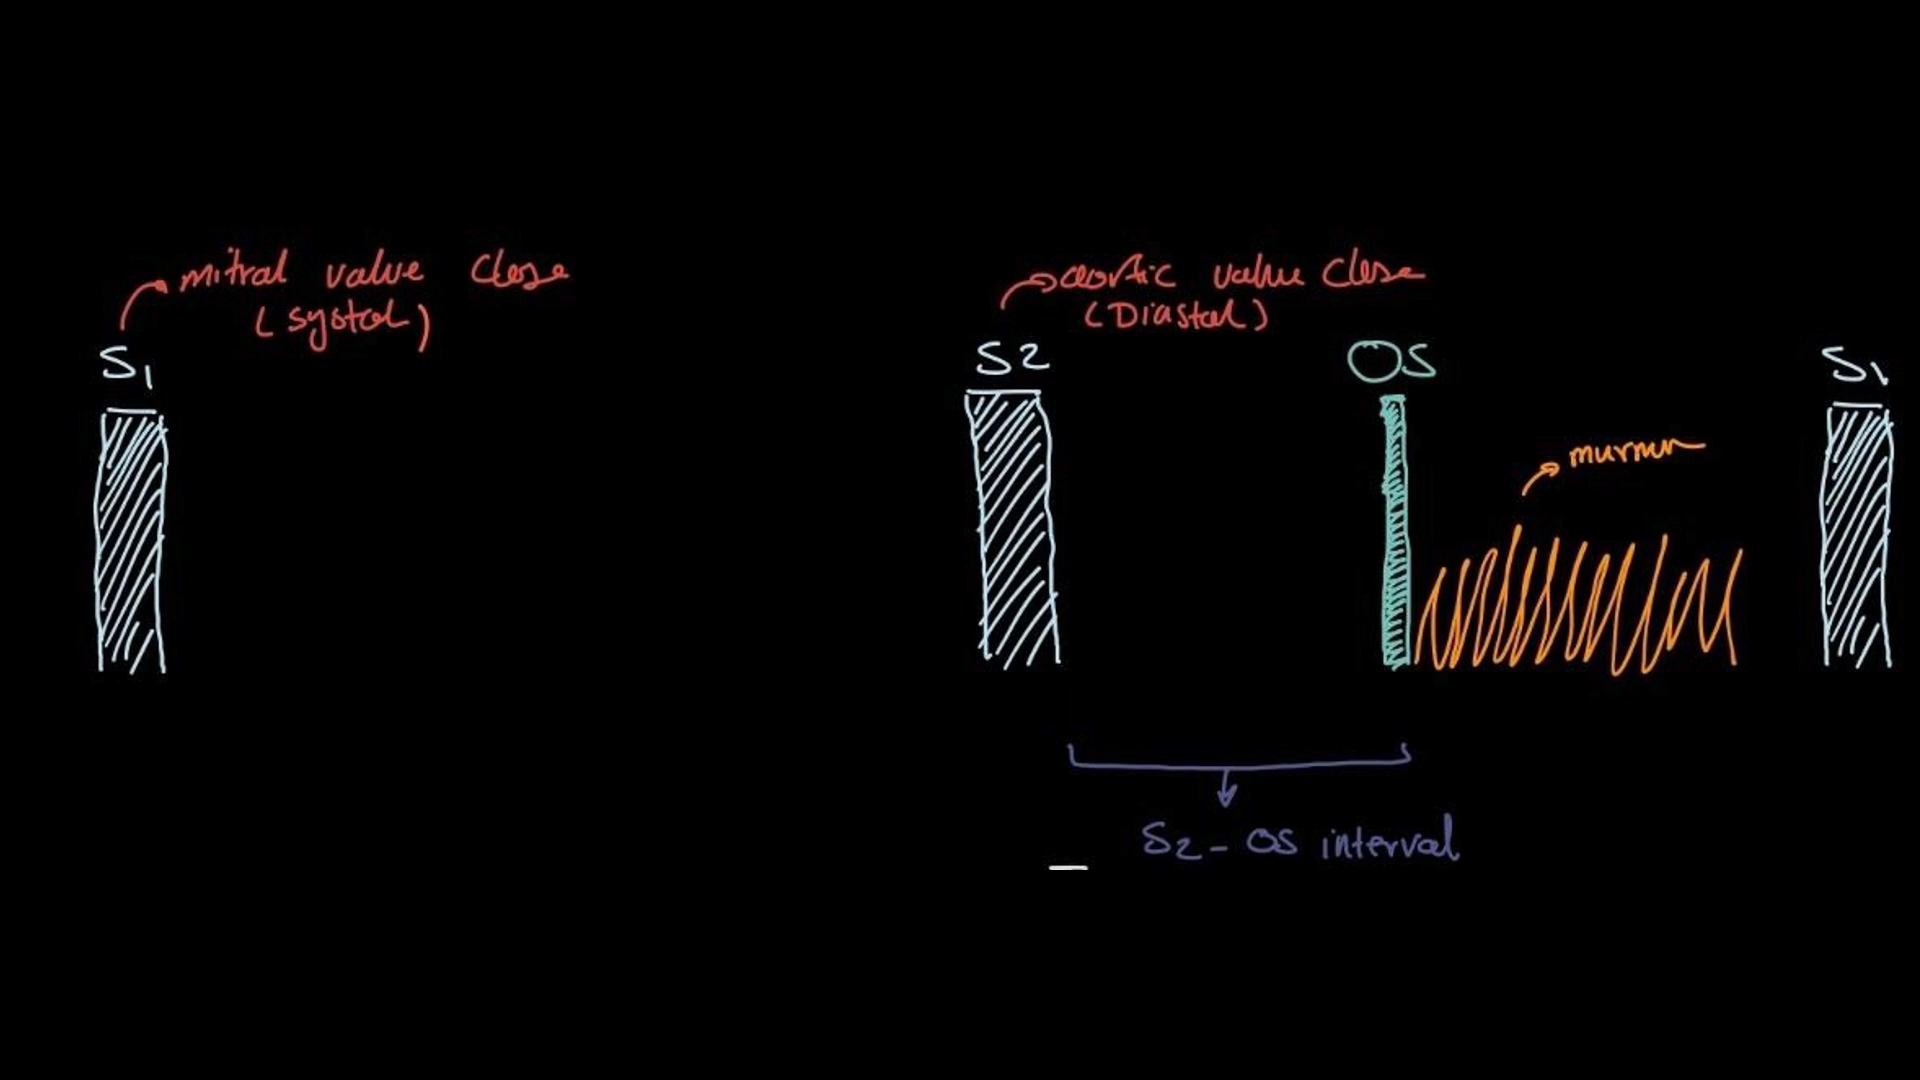 mitral valve close
(systol)
aortic valve close
(Diastol)
S1
S2
OS
S1
murmur
S2 - OS interval